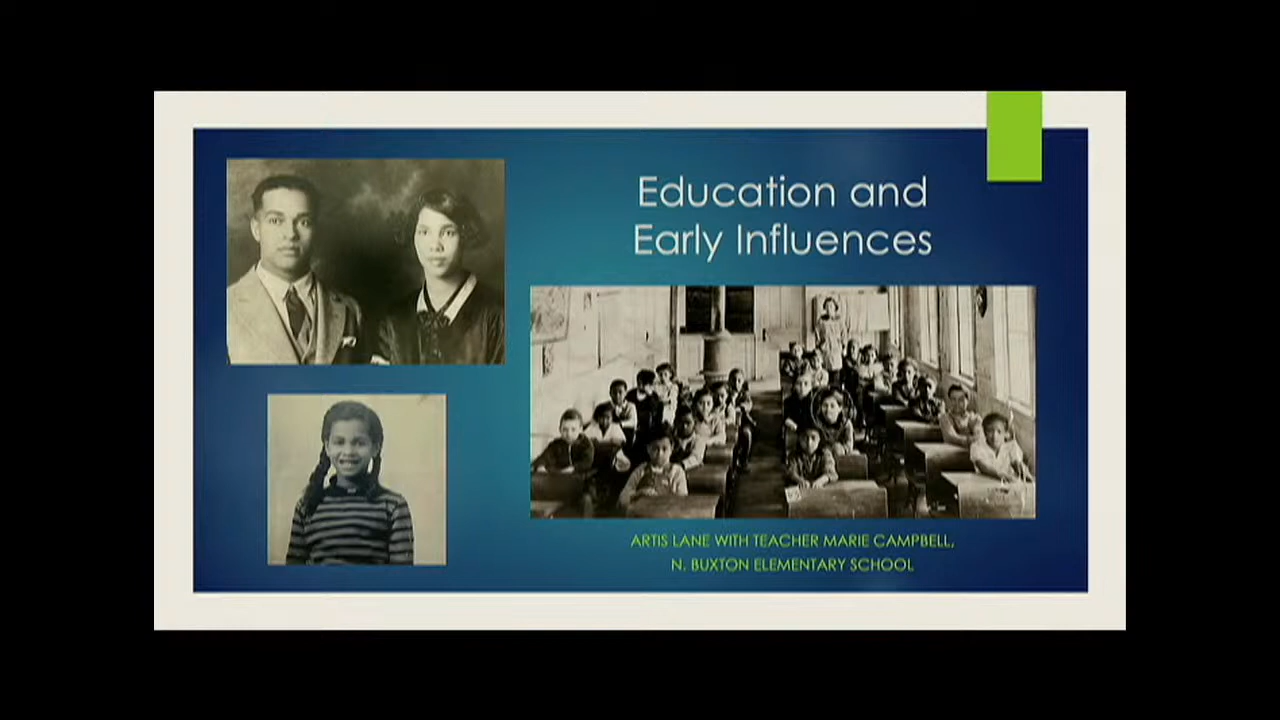 Education and
Early Influences
ARTIS LANE WITH TEACHER MARIE CAMPBELL,
N. BUXTON ELEMENTARY SCHOOL